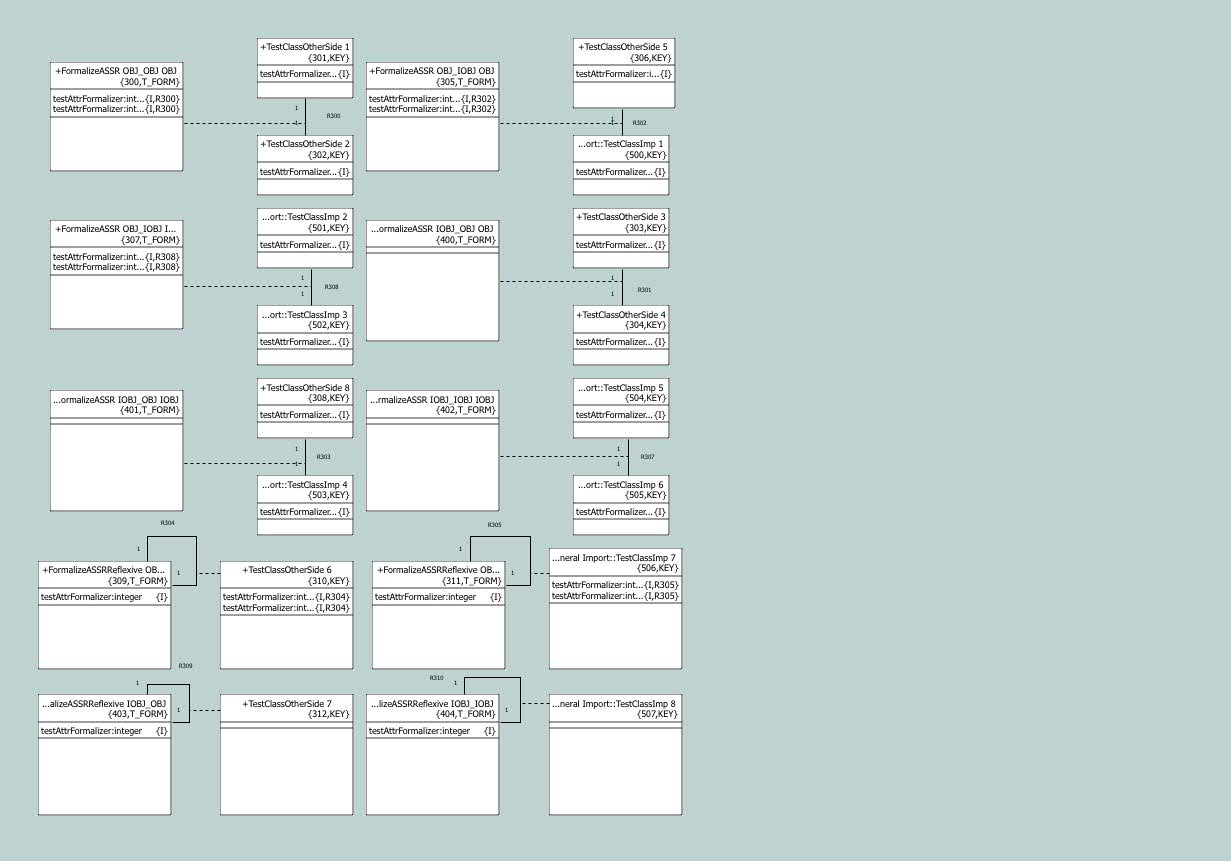 +TestClassOtherSide 1
{301,KEY}
testAttrFormalizer... {I}
+TestClassOtherSide 5
{306,KEY}
testAttrFormalizer:i... {I}
+FormalizeASSR OBJ_OBJ OBJ
{300,T_FORM}
testAttrFormalizer:int... {I,R300}
testAttrFormalizer:int... {I,R300}
+FormalizeASSR OBJ_IOBJ OBJ
{305,T_FORM}
testAttrFormalizer:int... {I,R302}
testAttrFormalizer:int... {I,R302}
1
R300
1
1
R302
1
+TestClassOtherSide 2
{302,KEY}
testAttrFormalizer... {I}
...ort::TestClassImp 1
{500,KEY}
testAttrFormalizer... {I}
+FormalizeASSR OBJ_IOBJ I...
{307,T_FORM}
testAttrFormalizer:int... {I,R308}
testAttrFormalizer:int... {I,R308}
...ort::TestClassImp 2
{501,KEY}
testAttrFormalizer... {I}
...ormalizeASSR IOBJ_OBJ OBJ
{400,T_FORM}
+TestClassOtherSide 3
{303,KEY}
testAttrFormalizer... {I}
1
R308
1
1
R301
1
...ort::TestClassImp 3
{502,KEY}
testAttrFormalizer... {I}
+TestClassOtherSide 4
{304,KEY}
testAttrFormalizer... {I}
...ormalizeASSR IOBJ_OBJ IOBJ
{401,T_FORM}
+TestClassOtherSide 8
{308,KEY}
testAttrFormalizer... {I}
...rmalizeASSR IOBJ_IOBJ IOBJ
{402,T_FORM}
...ort::TestClassImp 5
{504,KEY}
testAttrFormalizer... {I}
1
R303
1
1
R307
1
...ort::TestClassImp 4
{503,KEY}
testAttrFormalizer... {I}
...ort::TestClassImp 6
{505,KEY}
testAttrFormalizer... {I}
R304
1
1
R305
1
1
+FormalizeASSRReflexive OB...
{309,T_FORM}
testAttrFormalizer:integer {I}
+TestClassOtherSide 6
{310,KEY}
testAttrFormalizer:int... {I,R304}
testAttrFormalizer:int... {I,R304}
+FormalizeASSRReflexive OB...
{311,T_FORM}
testAttrFormalizer:integer {I}
...neral Import::TestClassImp 7
{506,KEY}
testAttrFormalizer:int... {I,R305}
testAttrFormalizer:int... {I,R305}
R309
1
1
R310
1
1
...alizeASSRReflexive IOBJ_OBJ
{403,T_FORM}
testAttrFormalizer:integer {I}
+TestClassOtherSide 7
{312,KEY}
...lizeASSRReflexive IOBJ_IOBJ
{404,T_FORM}
testAttrFormalizer:integer {I}
...neral Import::TestClassImp 8
{507,KEY}